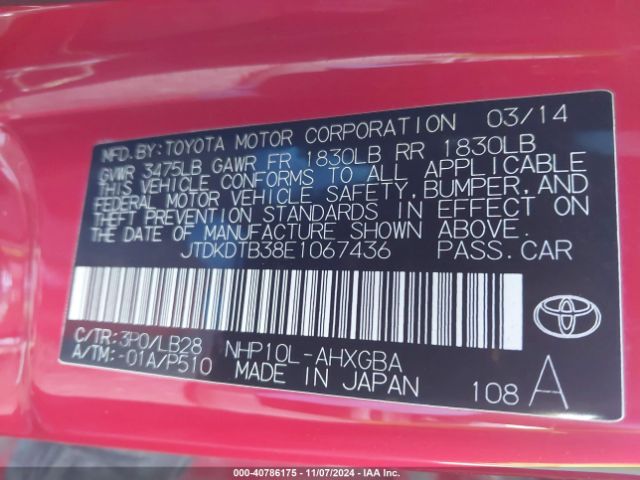 MFD.BY:TOYOTA MOTOR CORPORATION 03/14
GVWR 3475LB GAWR FR 1830LB RR 1830LB
THIS VEHICLE CONFORMS TO ALL APPLICABLE
FEDERAL MOTOR VEHICLE SAFETY, BUMPER, AND
THEFT PREVENTION STANDARDS IN EFFECT ON
THE DATE OF MANUFACTURE SHOWN ABOVE.
JTDKDTB38E1067436 PASS.CAR
C/TR:3P0/LB28 NHP10L-AHXGBA
A/TM:-01A/P510 MADE IN JAPAN
TOYOTA
108 A
000-40786175 | 11/07/2024 - IAA Inc.